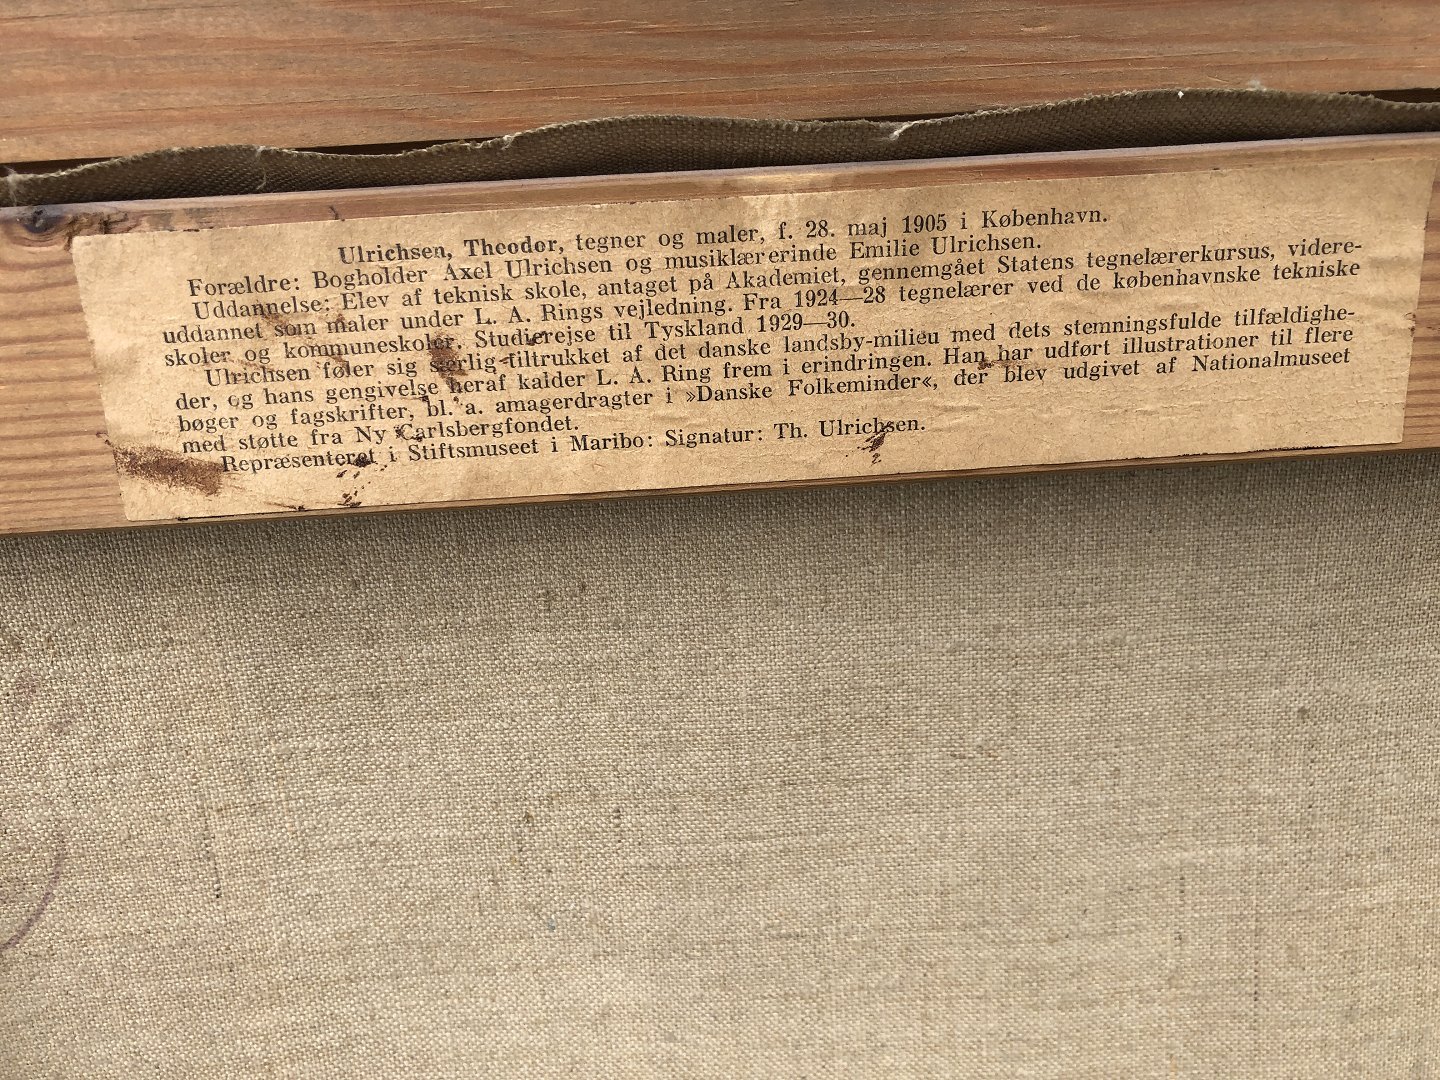 Ulrichsen, Theodor, tegner og maler, f. 28. maj 1905 i København.
Forældre: Bogholder Axel Ulrichsen og musiklærerinde Emilie Ulrichsen.
Uddannelse: Elev af teknisk skole, antaget på Akademiet, gennemgået Statens tegnelærerkursus, videre-
uddannet som maler under L. A. Rings vejledning. Fra 1924—28 tegnelærer ved de københavnske tekniske
skoler og kommuneskoler. Studierejse til Tyskland 1929—30.
Ulrichsen føler sig særlig tiltrukket af det danske landsby-milieu med dets stemningsfulde tilfældighe-
der, og hans gengivelse heraf kalder L. A. Ring frem i erindringen. Han har udført illustrationer til flere
bøger og fagskrifter, bl. a. amagerdragter i »Danske Folkeminder«, der blev udgivet af Nationalmuseet
med støtte fra Ny Carlsbergfondet.
Repræsenteret i Stiftsmuseet i Maribo: Signatur: Th. Ulrichsen.